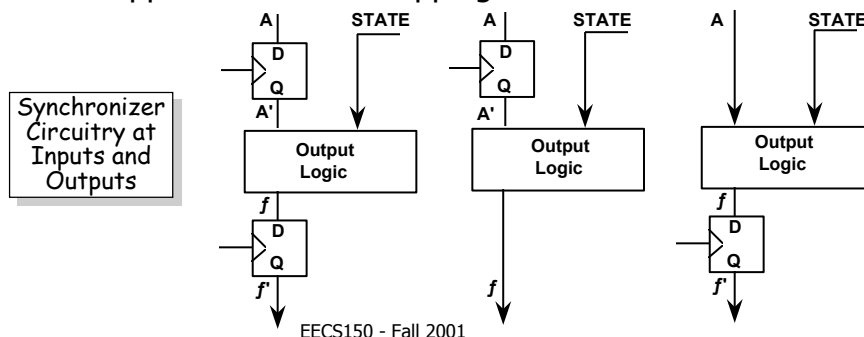 A STATE A STATE A STATE
D D
Q Q
A' A'
Synchronizer
Circuitry at
Inputs and
Outputs
Output Output Output
Logic Logic Logic
f f
D D
Q Q
f' f f'
EECS150 - Fall 2001